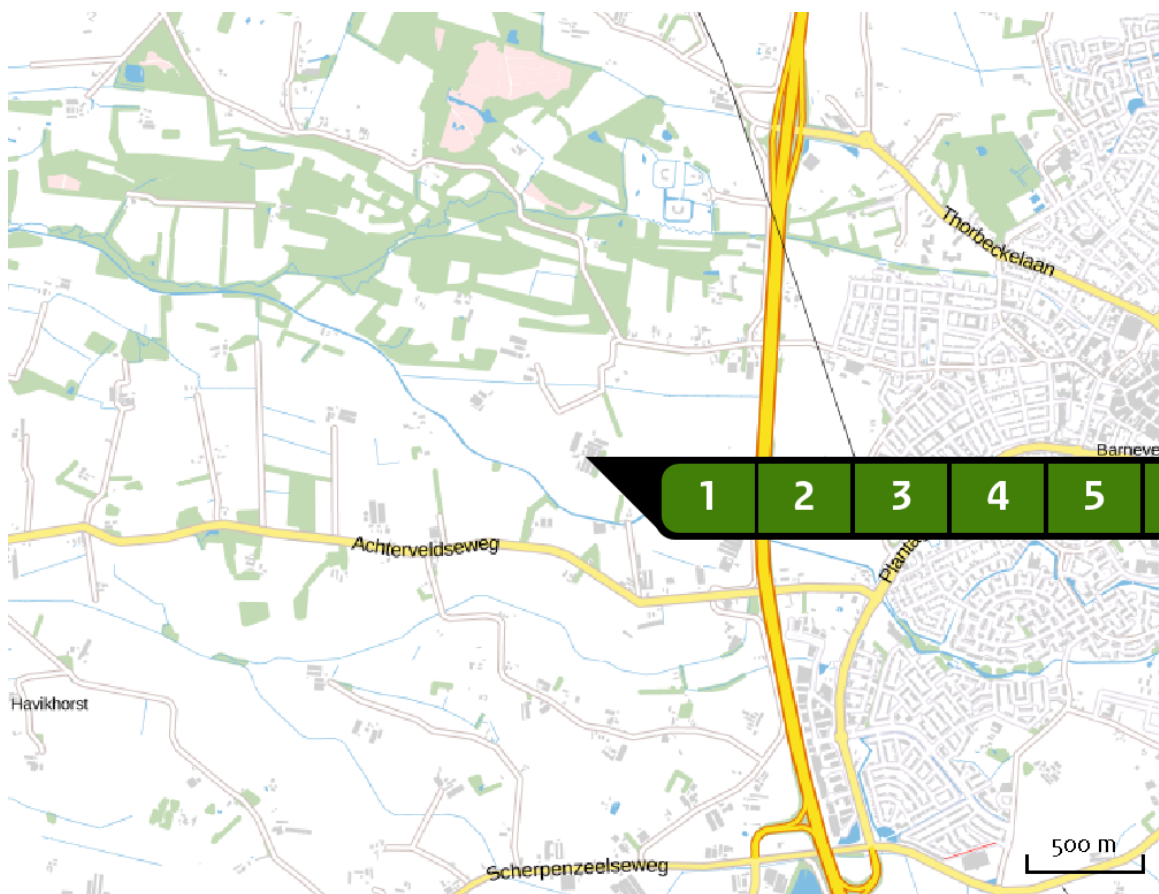 Thorbeckelaan
Barneve
1 2 3 4 5
Achterveldseweg
Planta
Havikhorst
500 m
Scherpenzeelseweg